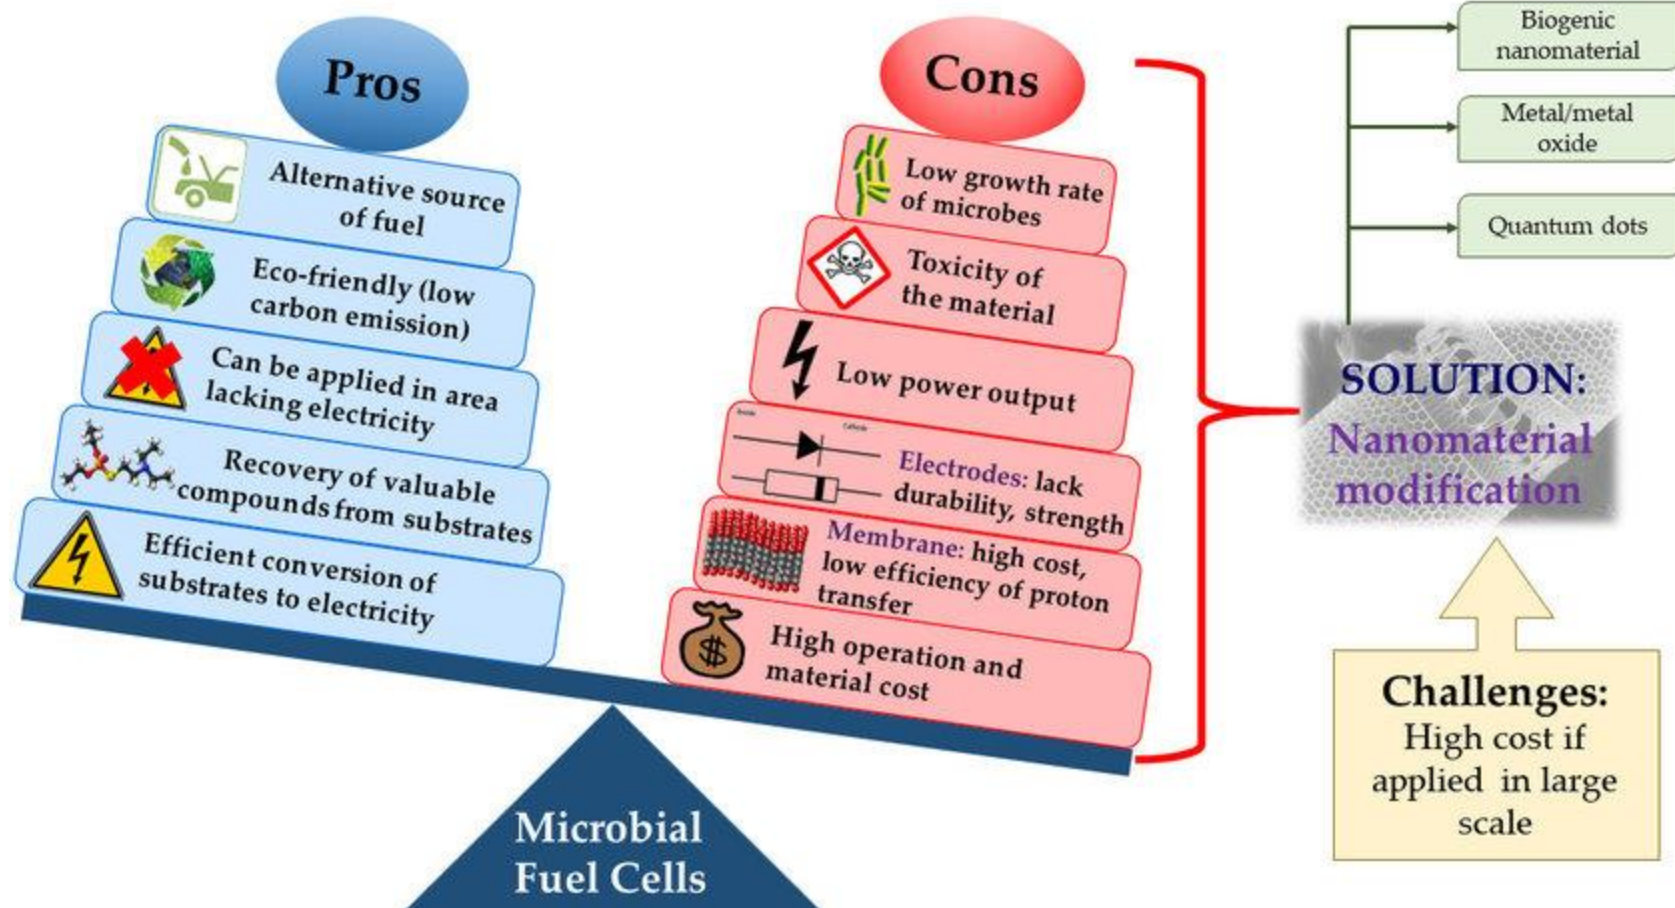 Pros
Alternative source
of fuel
Eco-friendly (low
carbon emission)
Can be applied in area
lacking electricity
Recovery of valuable
compounds from substrates
Efficient conversion of
substrates to electricity
Cons
Low growth rate
of microbes
Toxicity of
the material
Low power output
Cathode
Electrodes: lack
durability, strength
Membrane: high cost,
low efficiency of proton
transfer
$
High operation and
material cost
Microbial
Fuel Cells
Biogenic
nanomaterial
Metal/metal
oxide
Quantum dots
SOLUTION:
Nanomaterial
modification
Challenges:
High cost if
applied in large
scale